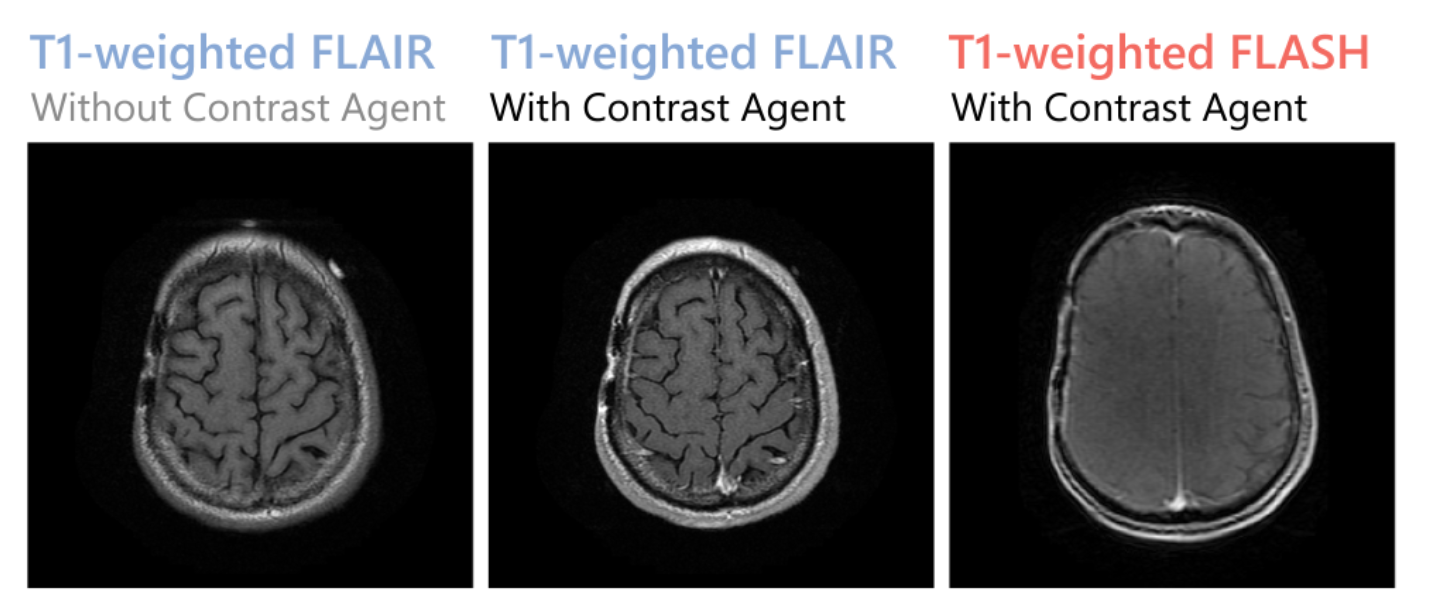 T1-weighted FLAIR
Without Contrast Agent
T1-weighted FLAIR
With Contrast Agent
T1-weighted FLASH
With Contrast Agent